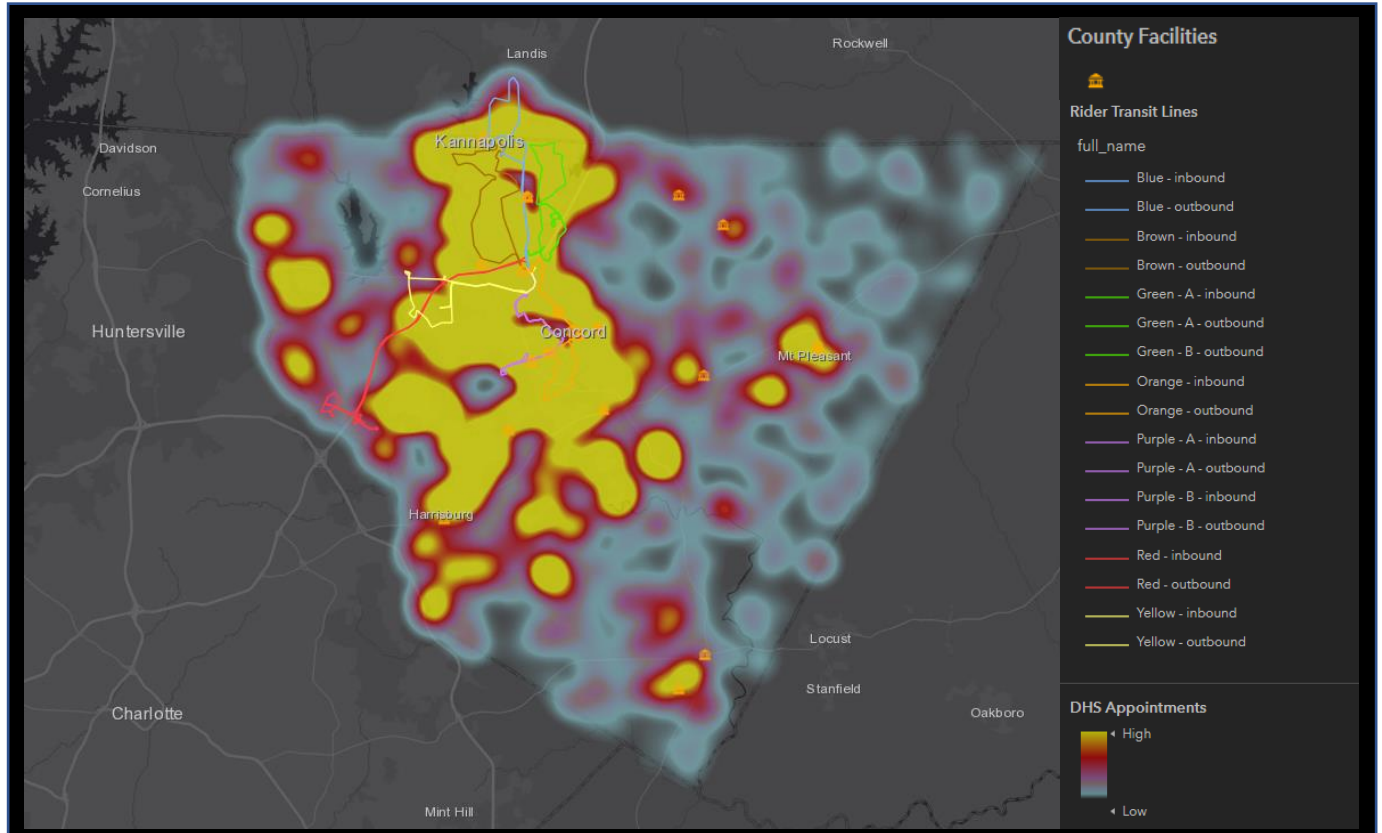 Landis
Rockwell
Kannapolis
Davidson
Cornelius
Huntersville
Concord
Mt Pleasant
Harrisburg
Locust
Stanfield
Charlotte
Oakboro
Mint Hill
County Facilities
Rider Transit Lines
full_name
Blue - inbound
Blue - outbound
Brown - inbound
Brown - outbound
Green - A - inbound
Green - A - outbound
Green - B - outbound
Orange - inbound
Orange - outbound
Purple - A - inbound
Purple - A - outbound
Purple - B - inbound
Purple - B - outbound
Red - inbound
Red - outbound
Yellow - inbound
Yellow - outbound
DHS Appointments
High
Low